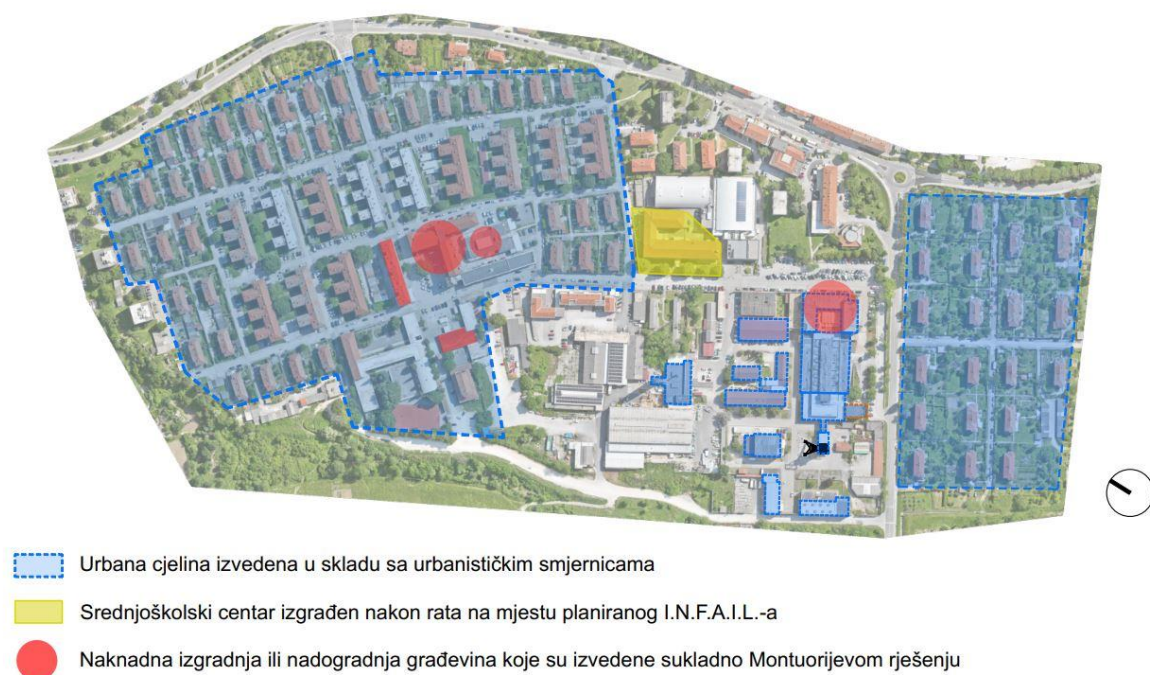 Urbana cjelina izvedena u skladu sa urbanističkim smjernicama
Srednjoškolski centar izgrađen nakon rata na mjestu planiranog I.N.F.A.I.L.-a
Naknadna izgradnja ili nadogradnja građevina koje su izvedene sukladno Montuorijevom rješenju